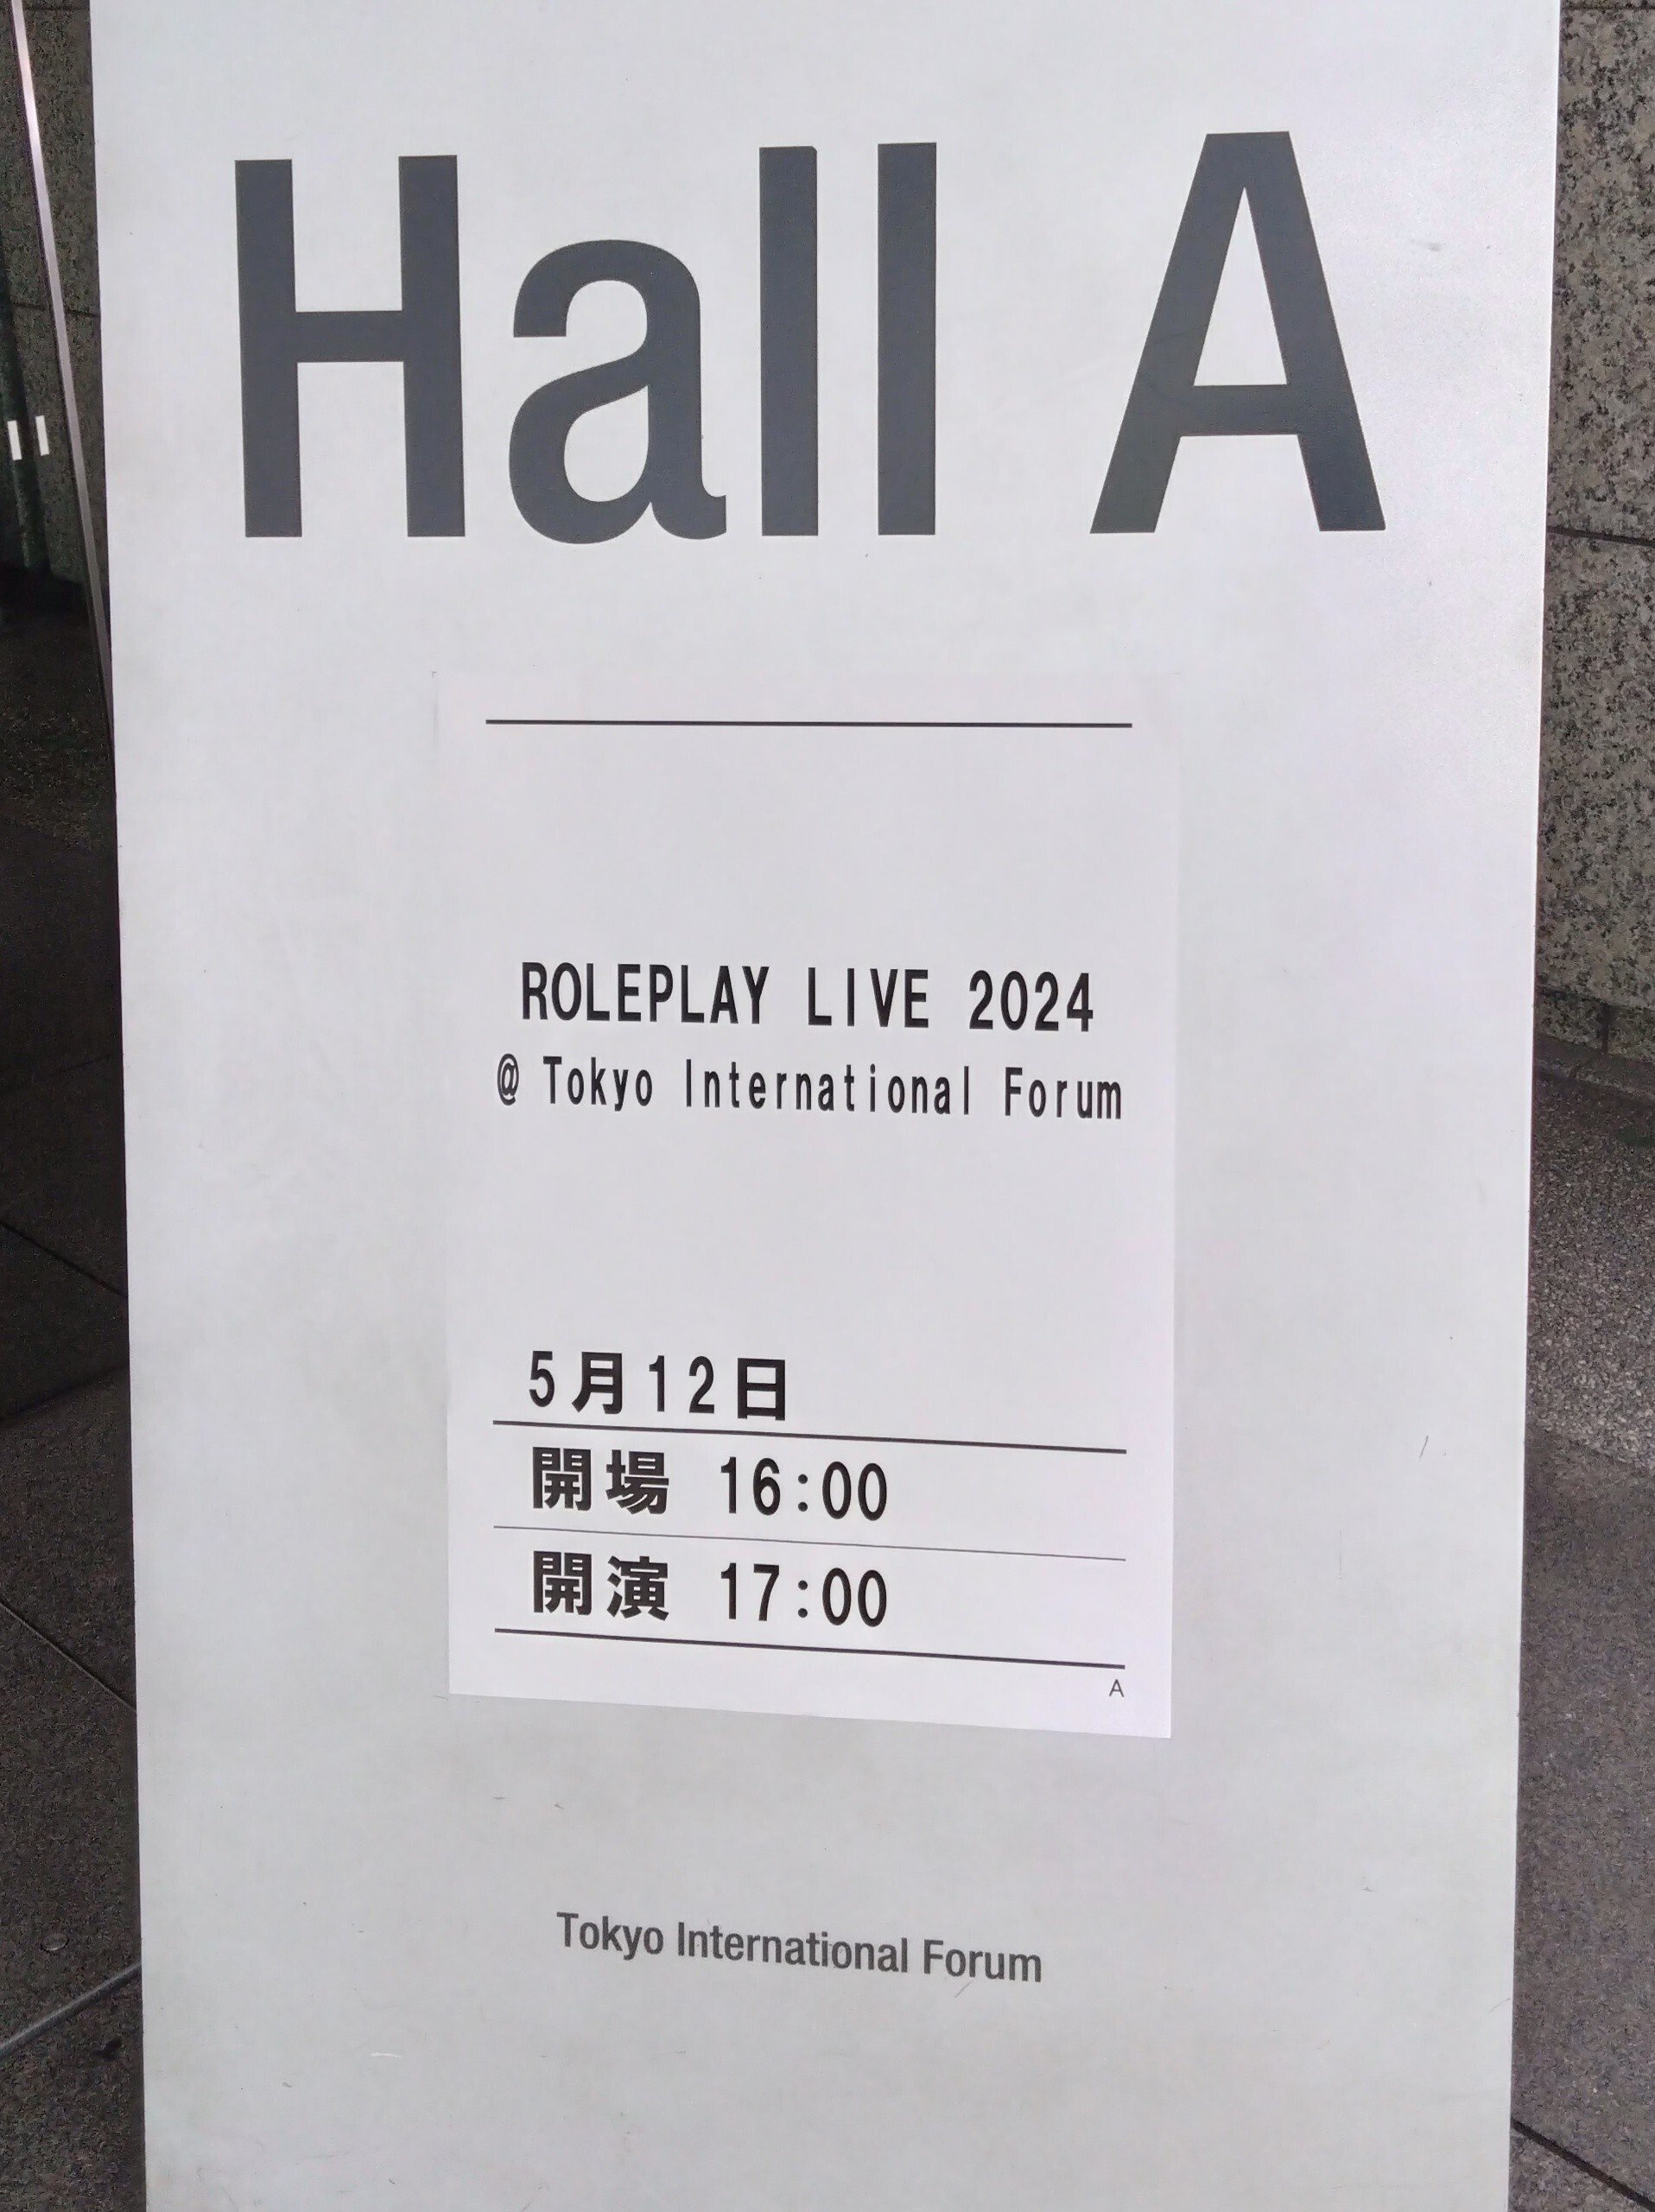 Hall A
ROLEPLAY LIVE 2024
@ Tokyo International Forum
5月12日
開場 16:00
開演 17:00
A
Tokyo International Forum